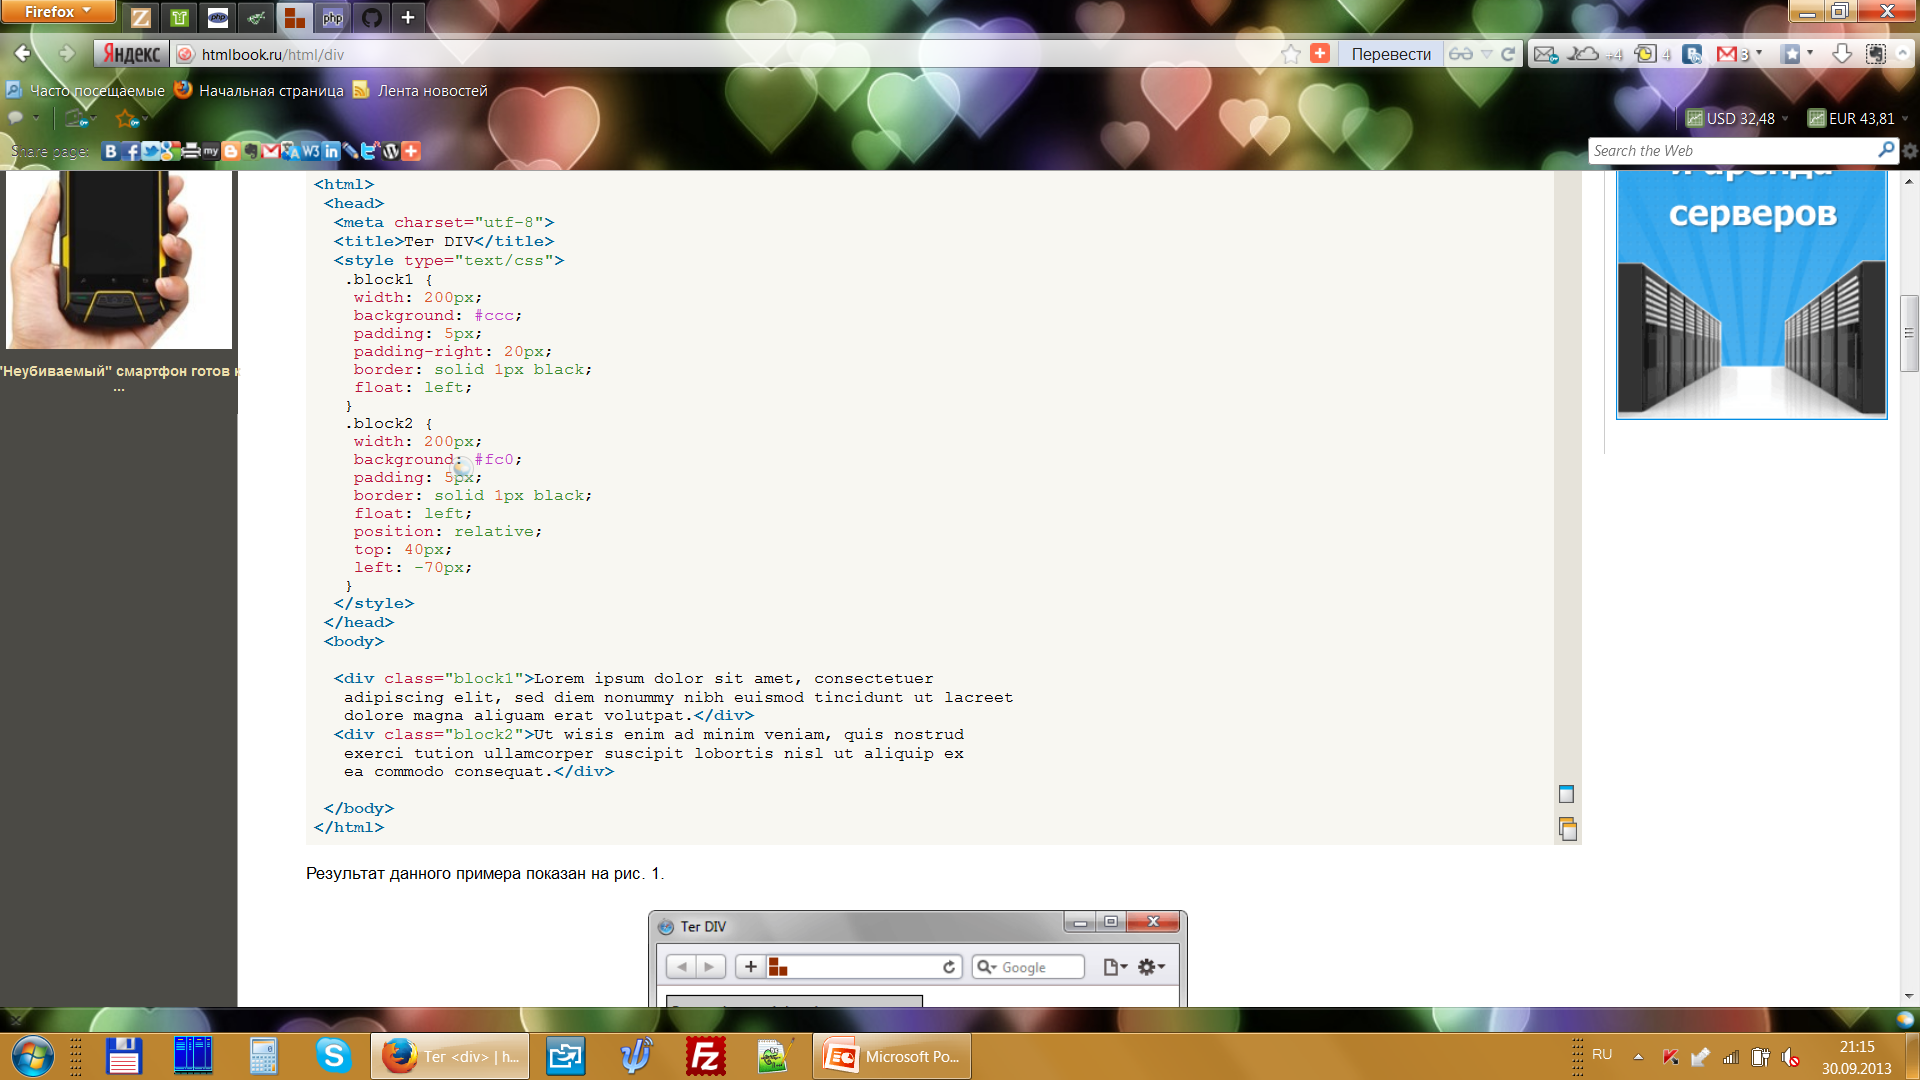 Firefox
Яндекс
htmlbook.ru/html/div
Перевести
+4
4
3
Часто посещаемые
Начальная страница
Лента новостей
USD 32,48
EUR 43,81
Share page:
Search the Web
серверов
"Неубиваемый" смартфон готов к
...
<html>
<head>
<meta charset="utf-8">
<title>Тег DIV</title>
<style type="text/css">
.block1 {
width: 200px;
background: #ccc;
padding: 5px;
padding-right: 20px;
border: solid 1px black;
float: left;
}
.block2 {
width: 200px;
background: #fc0;
padding: 5px;
border: solid 1px black;
float: left;
position: relative;
top: 40px;
left: -70px;
}
</style>
</head>
<body>
<div class="block1">Lorem ipsum dolor sit amet, consectetuer
adipiscing elit, sed diem nonummy nibh euismod tincidunt ut lacreet
dolore magna aliguam erat volutpat.</div>
<div class="block2">Ut wisis enim ad minim veniam, quis nostrud
exerci tution ullamcorper suscipit lobortis nisl ut aliquip ex
ea commodo consequat.</div>
</body>
</html>
Результат данного примера показан на рис. 1.
Тег DIV
Google
Тег <div> | h...
Microsoft Po...
RU
21:15
30.09.2013